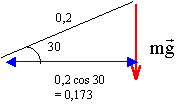 0,2
30
mg⃗
0,2 cos 30
= 0,173